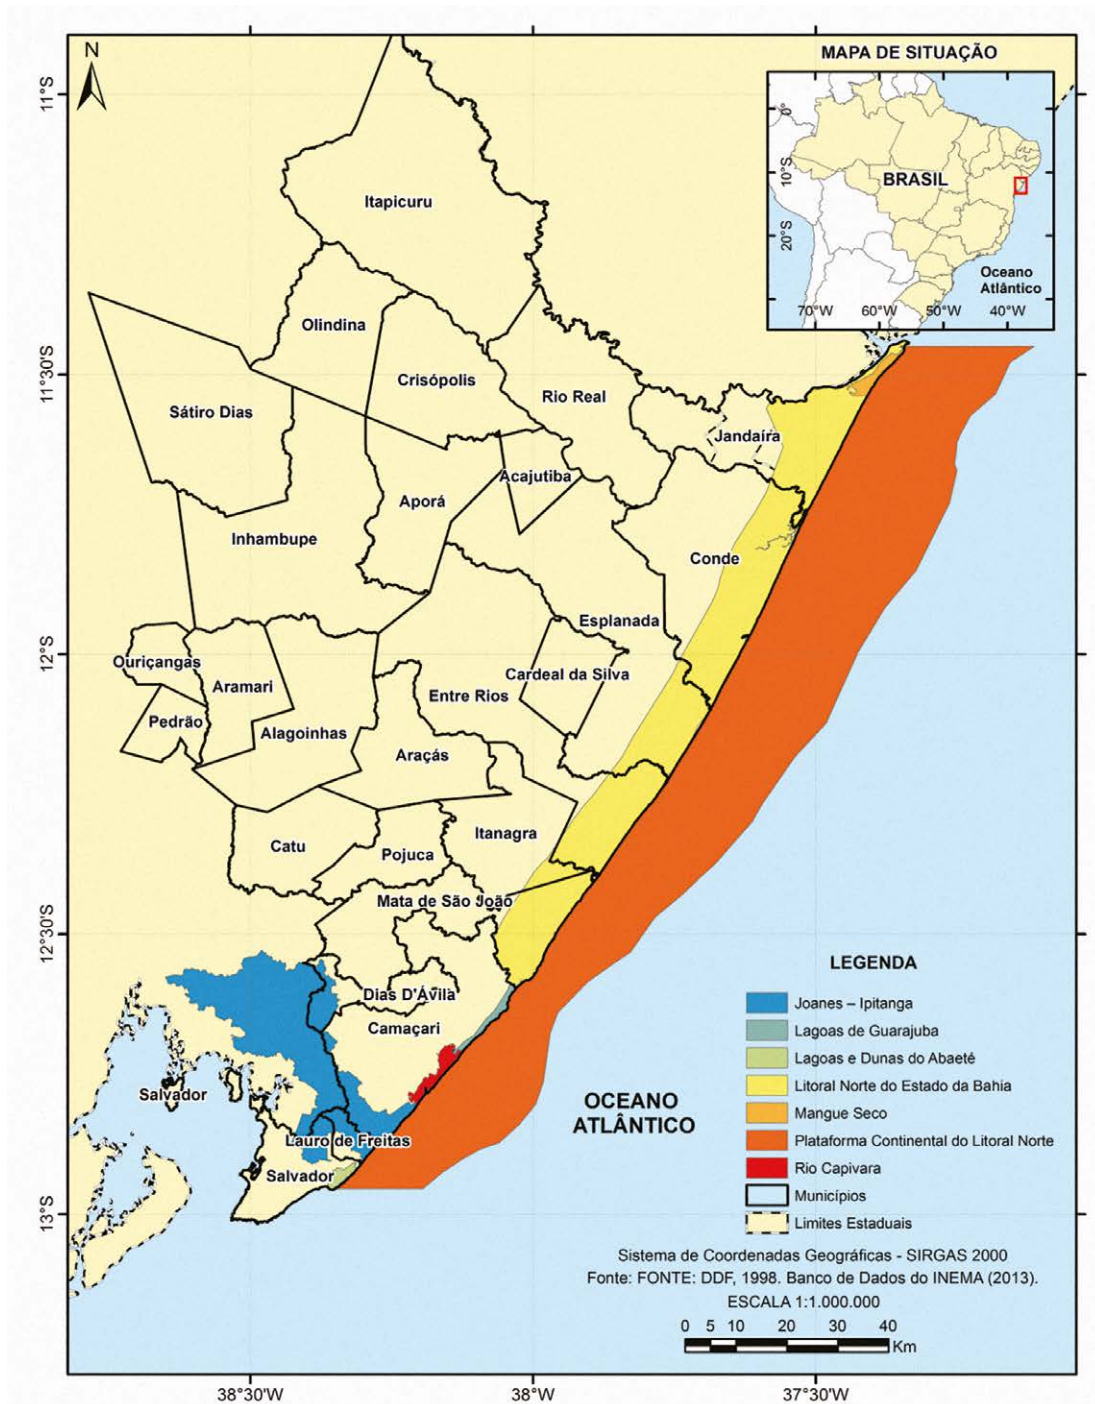 N
MAPA DE SITUAÇÃO
11°S
0°
10°S
20°S
BRASIL
Oceano
Atlântico
70°W 60°W 50°W 40°W
Itapicuru
Olindina
Crisópolis
Rio Real
11°30'S
Sátiro Dias
Jandaíra
Acajutiba
Aporá
Inhambupe
Conde
Esplanada
12°S
Ouriçangas
Aramari
Cardeal da Silva
Entre Rios
Pedrão
Alagoinhas
Araçás
Itanagra
Catu
Pojuca
Mata de São João
12°30'S
Dias D'Ávila
Camaçari
Salvador
Lauro de Freitas
Salvador
13°S
OCEANO
ATLÂNTICO
LEGENDA
Joanes – Ipitanga
Lagoas de Guarajuba
Lagoas e Dunas do Abaeté
Litoral Norte do Estado da Bahia
Mangue Seco
Plataforma Continental do Litoral Norte
Rio Capivara
Municípios
Limites Estaduais
Sistema de Coordenadas Geográficas - SIRGAS 2000
Fonte: FONTE: DDF, 1998. Banco de Dados do INEMA (2013).
ESCALA 1:1.000.000
0 5 10 20 30 40
Km
38°30'W 38°W 37°30'W